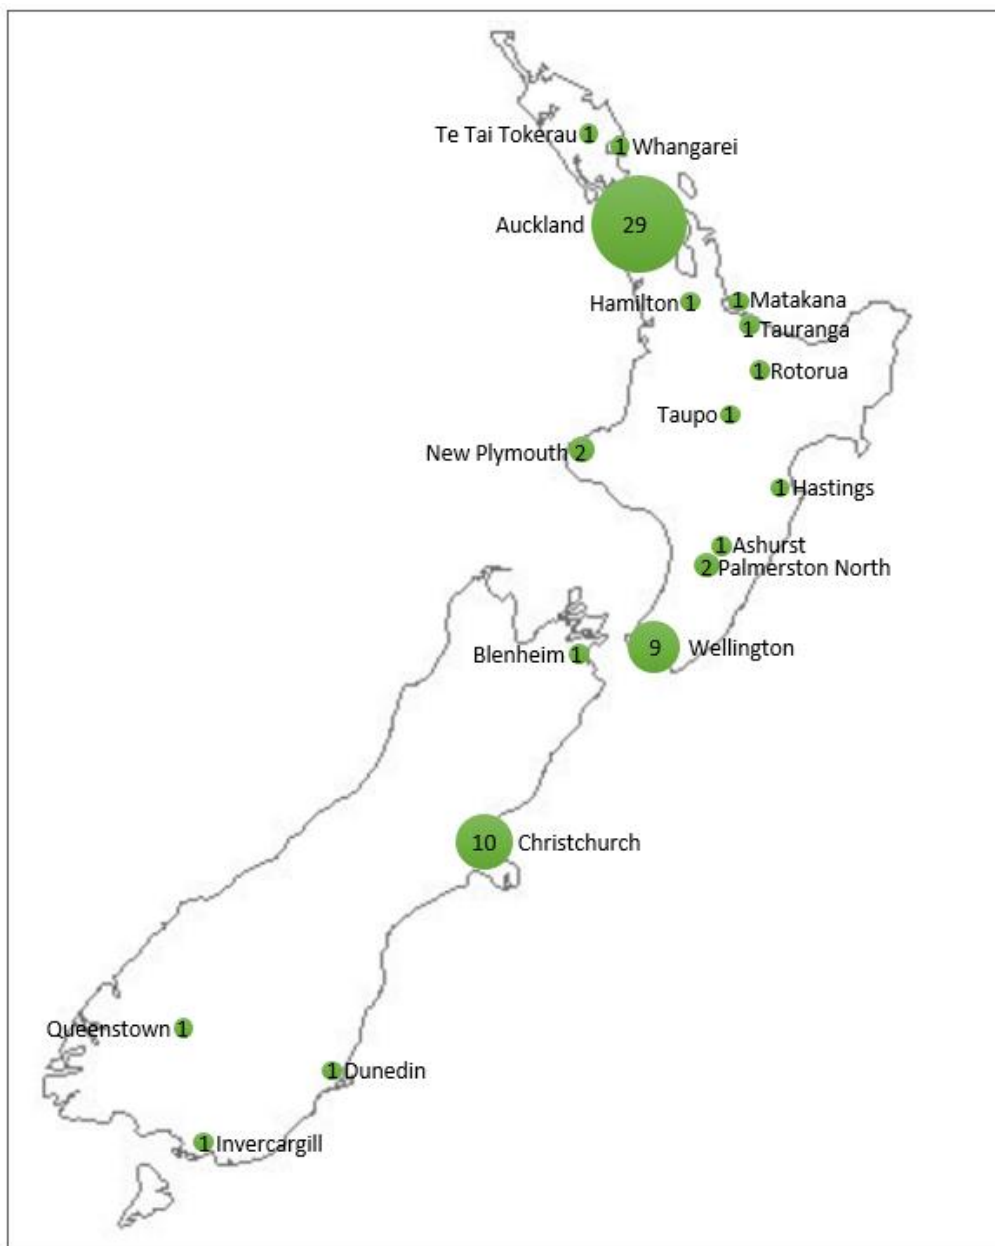 Te Tai Tokerau 1
1 Whangarei
Auckland 29
Hamilton 1
1 Matakana
1 Tauranga
1 Rotorua
Taupo 1
New Plymouth 2
1 Hastings
1 Ashurst
2 Palmerston North
9 Wellington
Blenheim 1
10 Christchurch
Queenstown 1
1 Dunedin
1 Invercargill